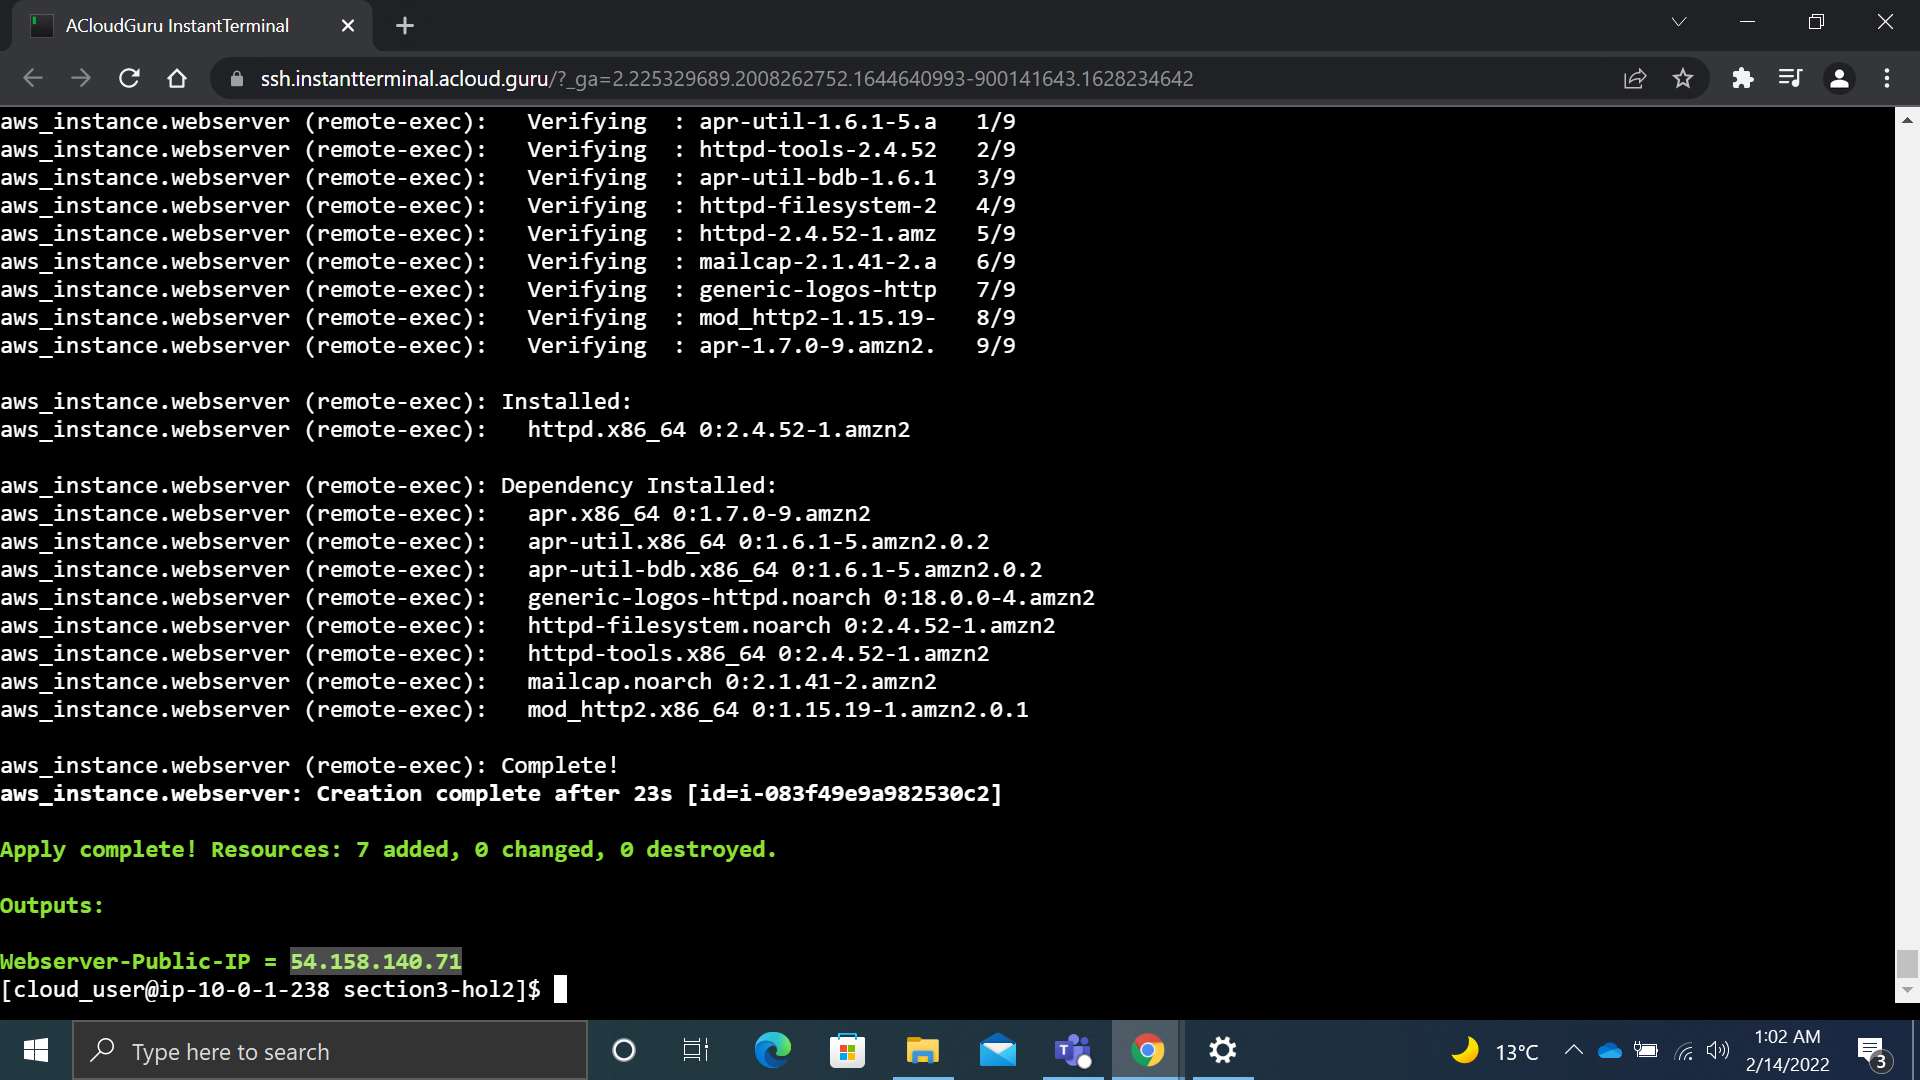 ACloudGuru InstantTerminal
ssh.instantterminal.acloud.guru/?_ga=2.225329689.2008262752.1644640993-900141643.1628234642
aws_instance.webserver (remote-exec):   Verifying  : apr-util-1.6.1-5.a   1/9
aws_instance.webserver (remote-exec):   Verifying  : httpd-tools-2.4.52   2/9
aws_instance.webserver (remote-exec):   Verifying  : apr-util-bdb-1.6.1   3/9
aws_instance.webserver (remote-exec):   Verifying  : httpd-filesystem-2   4/9
aws_instance.webserver (remote-exec):   Verifying  : httpd-2.4.52-1.amz   5/9
aws_instance.webserver (remote-exec):   Verifying  : mailcap-2.1.41-2.a   6/9
aws_instance.webserver (remote-exec):   Verifying  : generic-logos-http   7/9
aws_instance.webserver (remote-exec):   Verifying  : mod_http2-1.15.19-   8/9
aws_instance.webserver (remote-exec):   Verifying  : apr-1.7.0-9.amzn2.   9/9
aws_instance.webserver (remote-exec): Installed:
aws_instance.webserver (remote-exec):   httpd.x86_64 0:2.4.52-1.amzn2
aws_instance.webserver (remote-exec): Dependency Installed:
aws_instance.webserver (remote-exec):   apr.x86_64 0:1.7.0-9.amzn2
aws_instance.webserver (remote-exec):   apr-util.x86_64 0:1.6.1-5.amzn2.0.2
aws_instance.webserver (remote-exec):   apr-util-bdb.x86_64 0:1.6.1-5.amzn2.0.2
aws_instance.webserver (remote-exec):   generic-logos-httpd.noarch 0:18.0.0-4.amzn2
aws_instance.webserver (remote-exec):   httpd-filesystem.noarch 0:2.4.52-1.amzn2
aws_instance.webserver (remote-exec):   httpd-tools.x86_64 0:2.4.52-1.amzn2
aws_instance.webserver (remote-exec):   mailcap.noarch 0:2.1.41-2.amzn2
aws_instance.webserver (remote-exec):   mod_http2.x86_64 0:1.15.19-1.amzn2.0.1
aws_instance.webserver (remote-exec): Complete!
aws_instance.webserver: Creation complete after 23s [id=i-083f49e9a982530c2]
Apply complete! Resources: 7 added, 0 changed, 0 destroyed.
Outputs:
Webserver-Public-IP = 54.158.140.71
[cloud_user@ip-10-0-1-238 section3-hol2]$
Type here to search
13°C
1:02 AM
2/14/2022
3